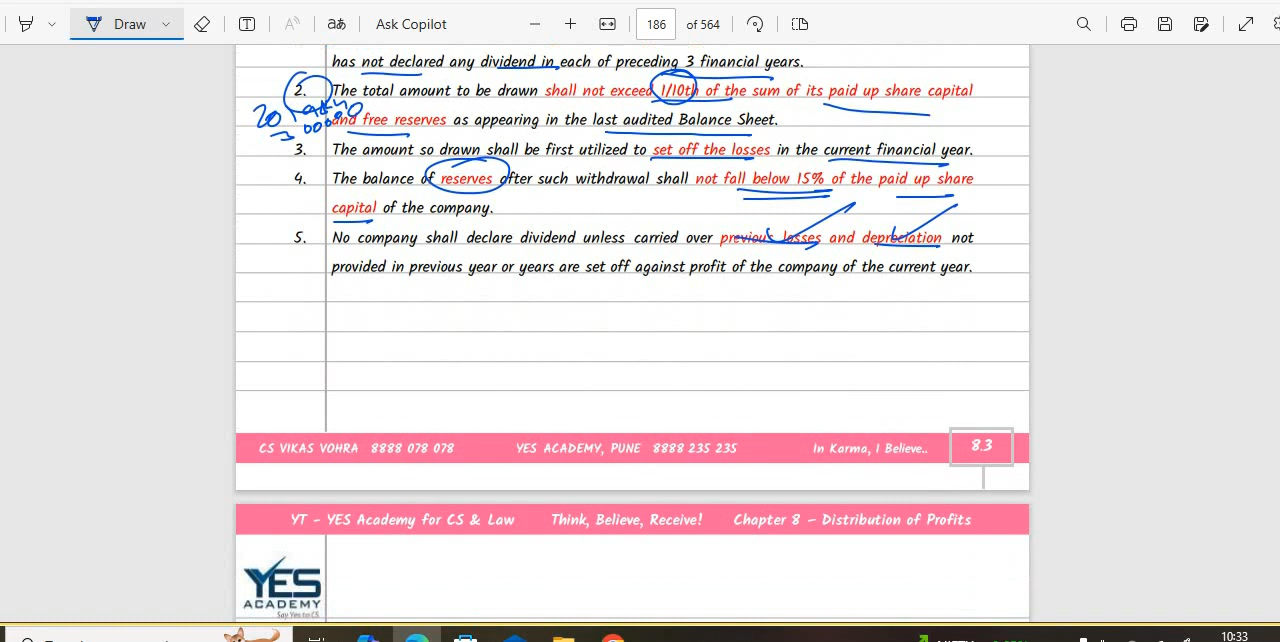 Draw
Ask Copilot
186 of 564
has not declared any dividend in each of preceding 3 financial years.
2. The total amount to be drawn shall not exceed 1/10th of the sum of its paid up share capital
and free reserves as appearing in the last audited Balance Sheet.
3. The amount so drawn shall be first utilized to set off the losses in the current financial year.
4. The balance of reserves after such withdrawal shall not fall below 15% of the paid up share
capital of the company.
5. No company shall declare dividend unless carried over previous losses and depreciation not
provided in previous year or years are set off against profit of the company of the current year.
CS VIKAS VOHRA 8888 078 078 YES ACADEMY, PUNE 8888 235 235 In Karma, I Believe.. 8.3
YT - YES Academy for CS & Law Think, Believe, Receive! Chapter 8 – Distribution of Profits
YES
ACADEMY
Say Yes to CS
10:33